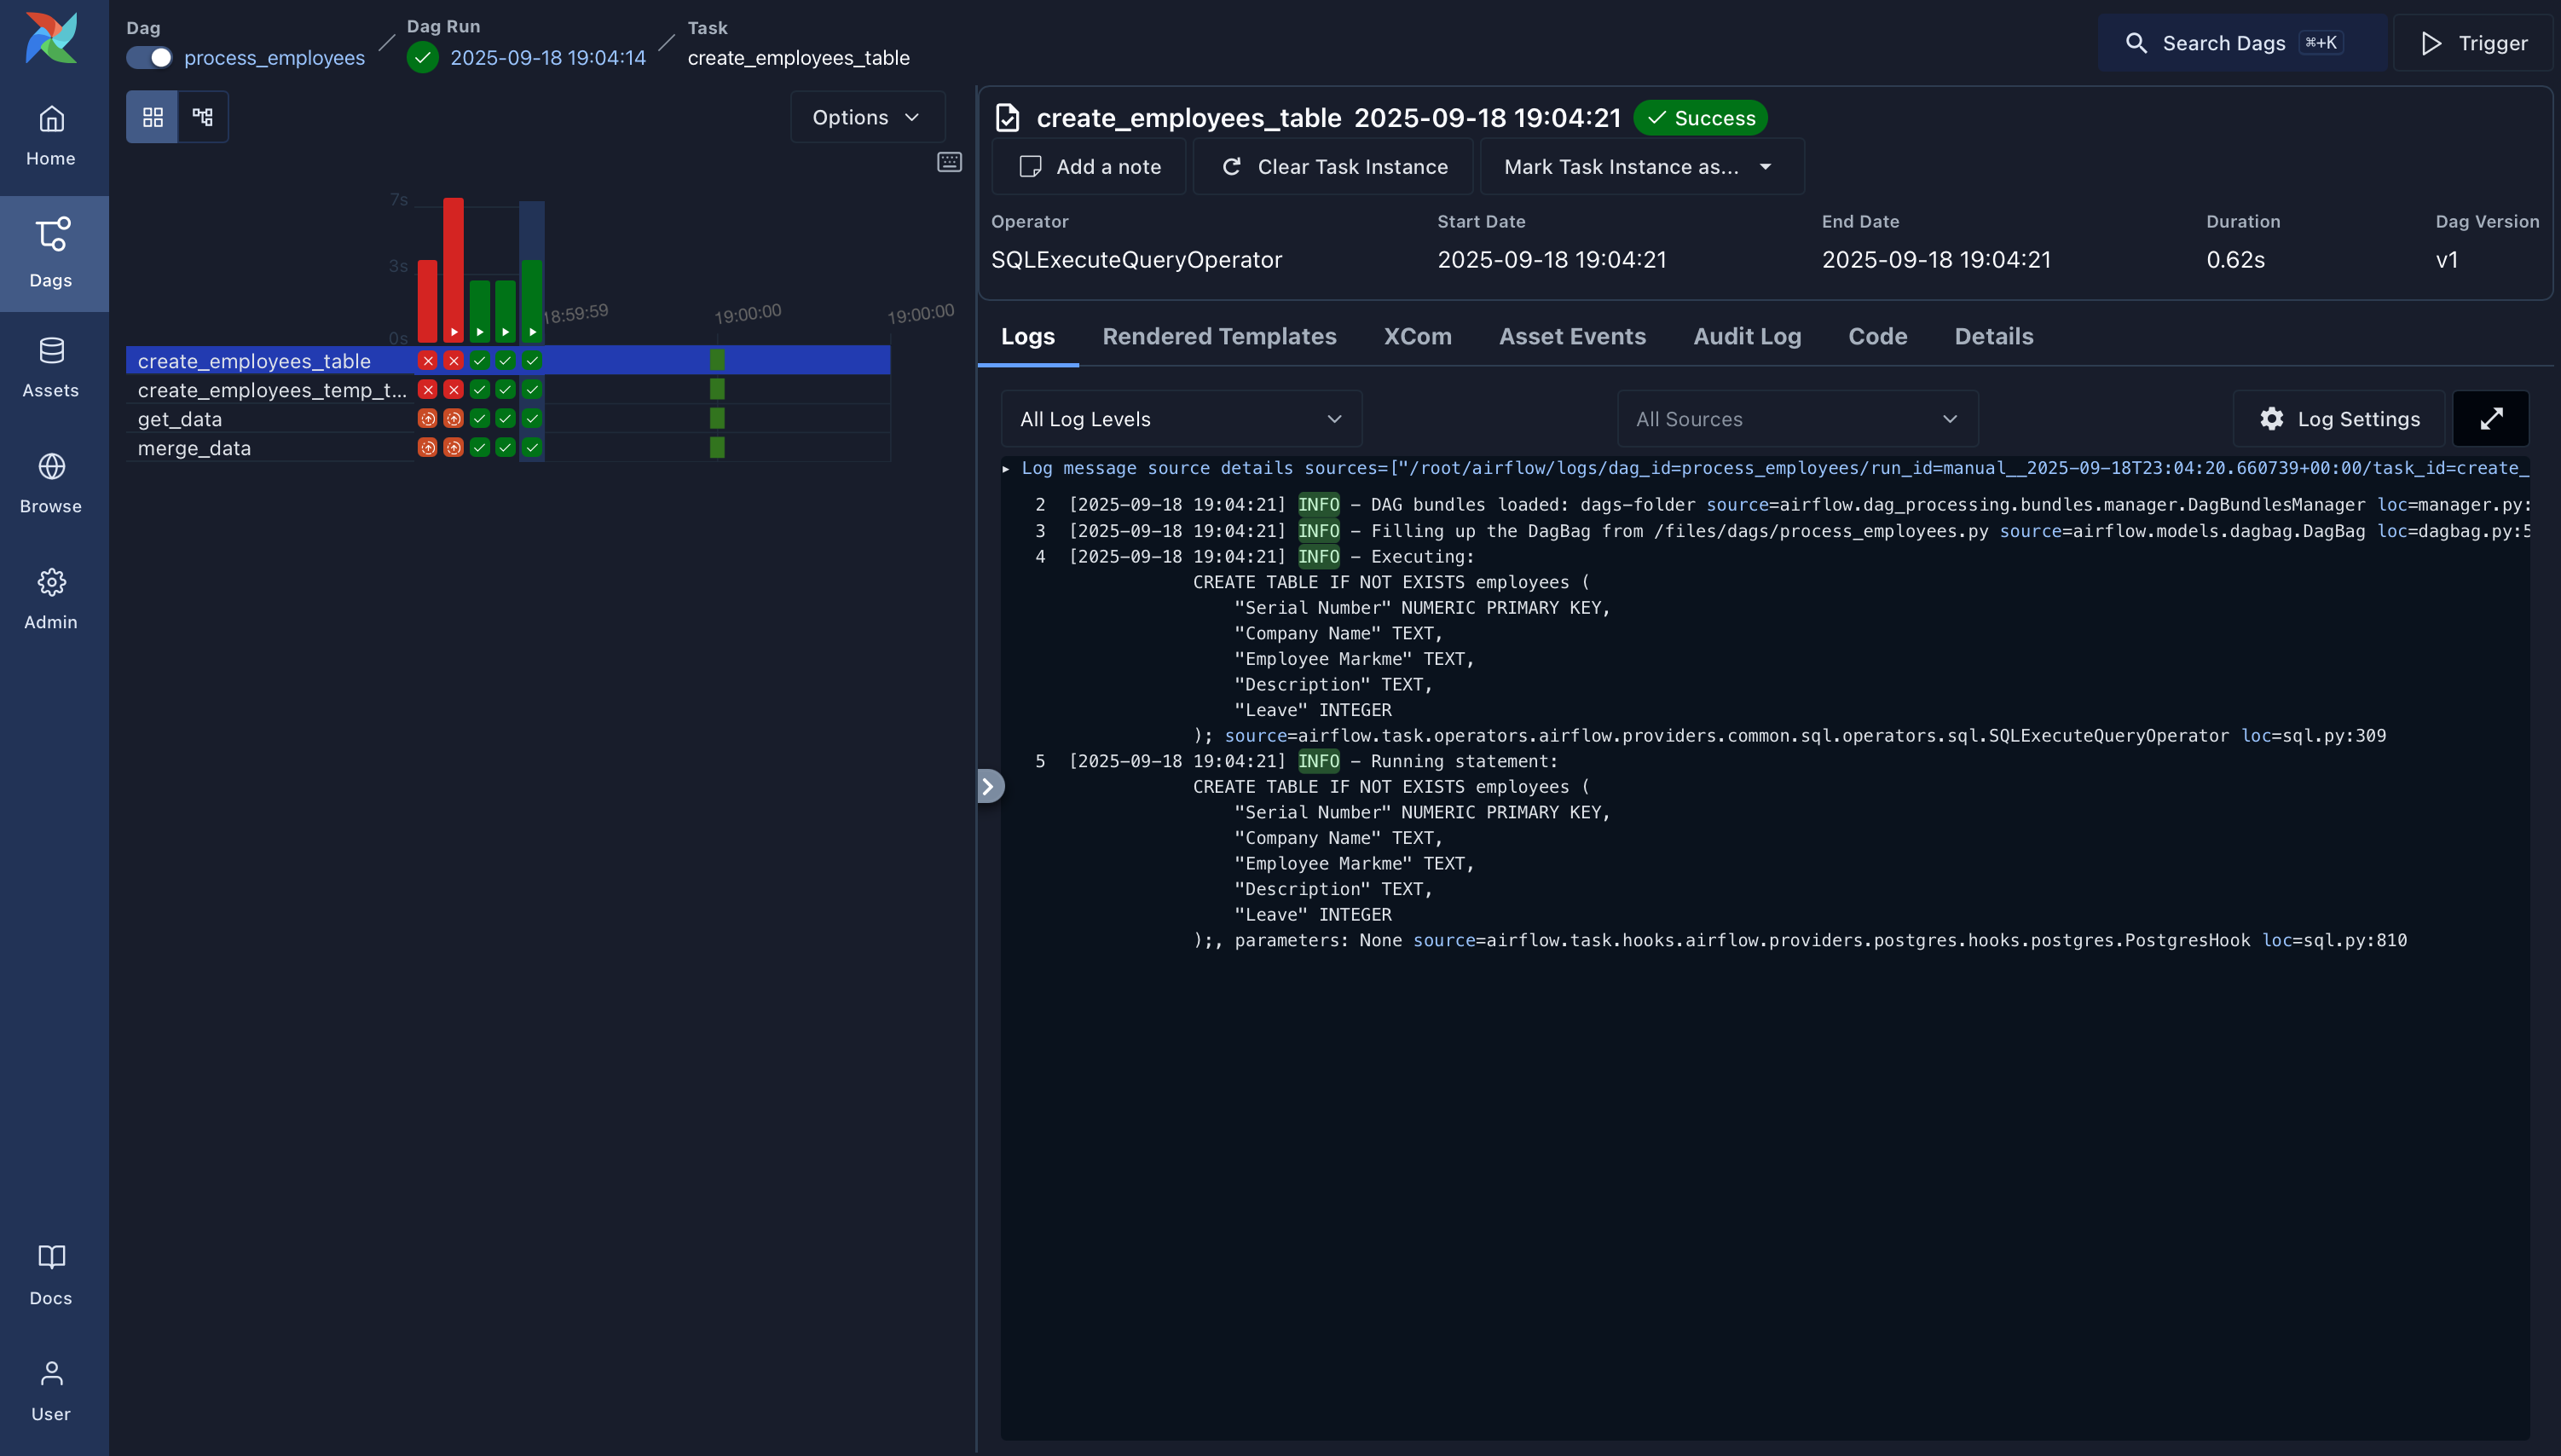 Dag
process_employees
Dag Run
2025-09-18 19:04:14
Task
create_employees_table
Search Dags ⌘+K
Trigger
Home
Dags
Assets
Browse
Admin
Docs
User
Options
7s
3s
0s
18:59:59
19:00:00
19:00:00
create_employees_table
create_employees_temp_t...
get_data
merge_data
create_employees_table 2025-09-18 19:04:21 Success
Add a note
Clear Task Instance
Mark Task Instance as...
Operator
SQLExecuteQueryOperator
Start Date
2025-09-18 19:04:21
End Date
2025-09-18 19:04:21
Duration
0.62s
Dag Version
v1
Logs
Rendered Templates
XCom
Asset Events
Audit Log
Code
Details
All Log Levels
All Sources
Log Settings
Log message source details sources=["/root/airflow/logs/dag_id=process_employees/run_id=manual__2025-09-18T23:04:20.660739+00:00/task_id=create_
2 [2025-09-18 19:04:21] INFO - DAG bundles loaded: dags-folder source=airflow.dag_processing.bundles.manager.DagBundlesManager loc=manager.py:
3 [2025-09-18 19:04:21] INFO - Filling up the DagBag from /files/dags/process_employees.py source=airflow.models.dagbag.DagBag loc=dagbag.py:5
4 [2025-09-18 19:04:21] INFO - Executing:
CREATE TABLE IF NOT EXISTS employees (
"Serial Number" NUMERIC PRIMARY KEY,
"Company Name" TEXT,
"Employee Markme" TEXT,
"Description" TEXT,
"Leave" INTEGER
); source=airflow.task.operators.airflow.providers.common.sql.operators.sql.SQLExecuteQueryOperator loc=sql.py:309
5 [2025-09-18 19:04:21] INFO - Running statement:
CREATE TABLE IF NOT EXISTS employees (
"Serial Number" NUMERIC PRIMARY KEY,
"Company Name" TEXT,
"Employee Markme" TEXT,
"Description" TEXT,
"Leave" INTEGER
);, parameters: None source=airflow.task.hooks.airflow.providers.postgres.hooks.postgres.PostgresHook loc=sql.py:810